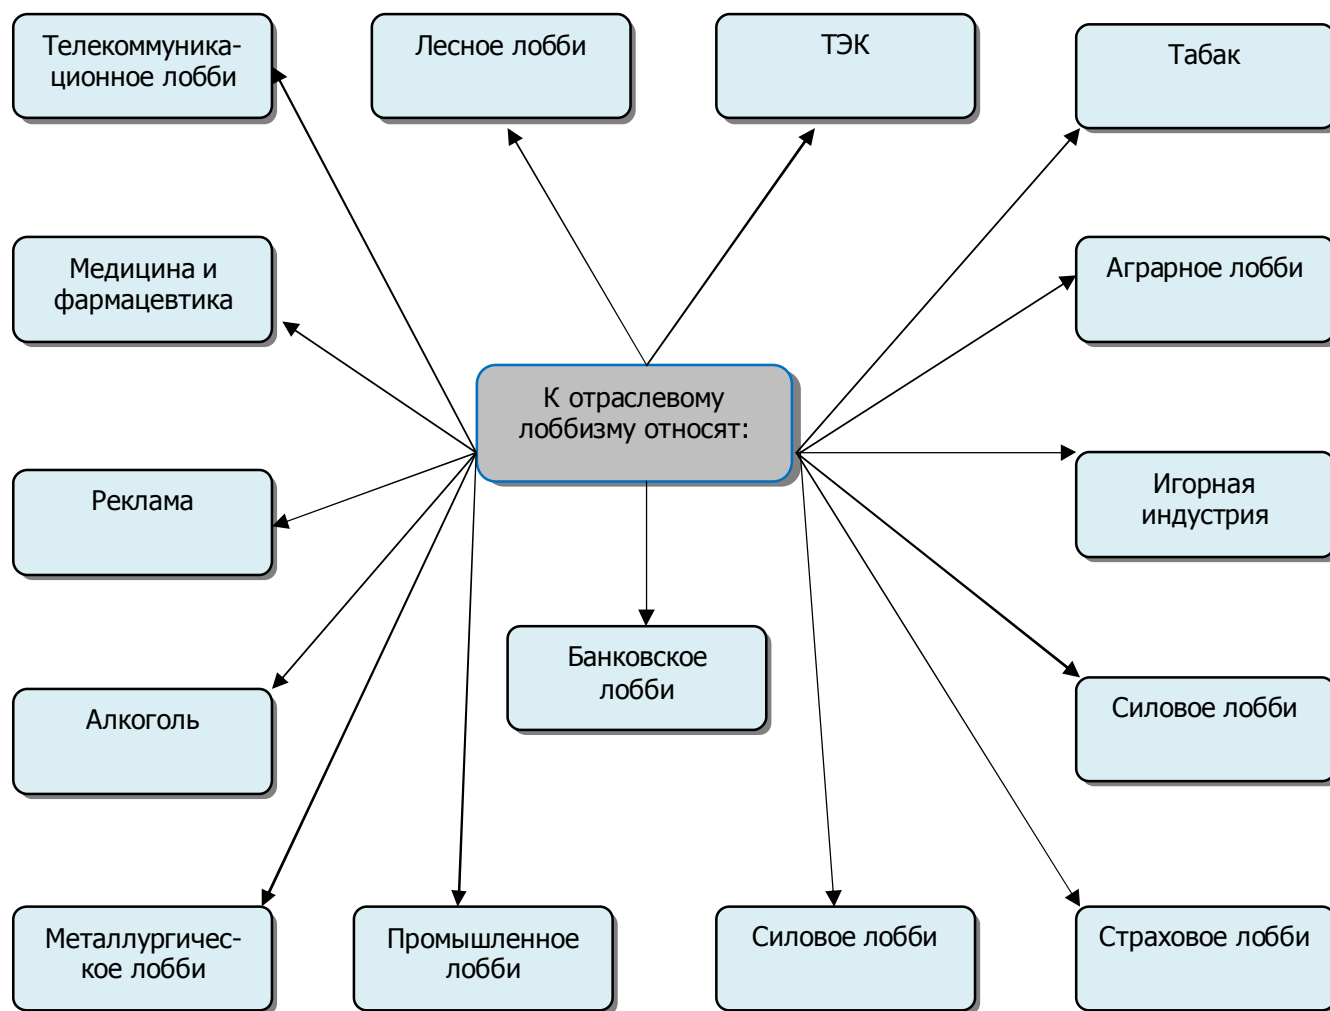 Телекоммуника-
ционное лобби
Лесное лобби
ТЭК
Табак
Медицина и
фармацевтика
Аграрное лобби
К отраслевому
лоббизму относят:
Реклама
Игорная
индустрия
Банковское
лобби
Алкоголь
Силовое лобби
Металлургичес-
кое лобби
Промышленное
лобби
Силовое лобби
Страховое лобби